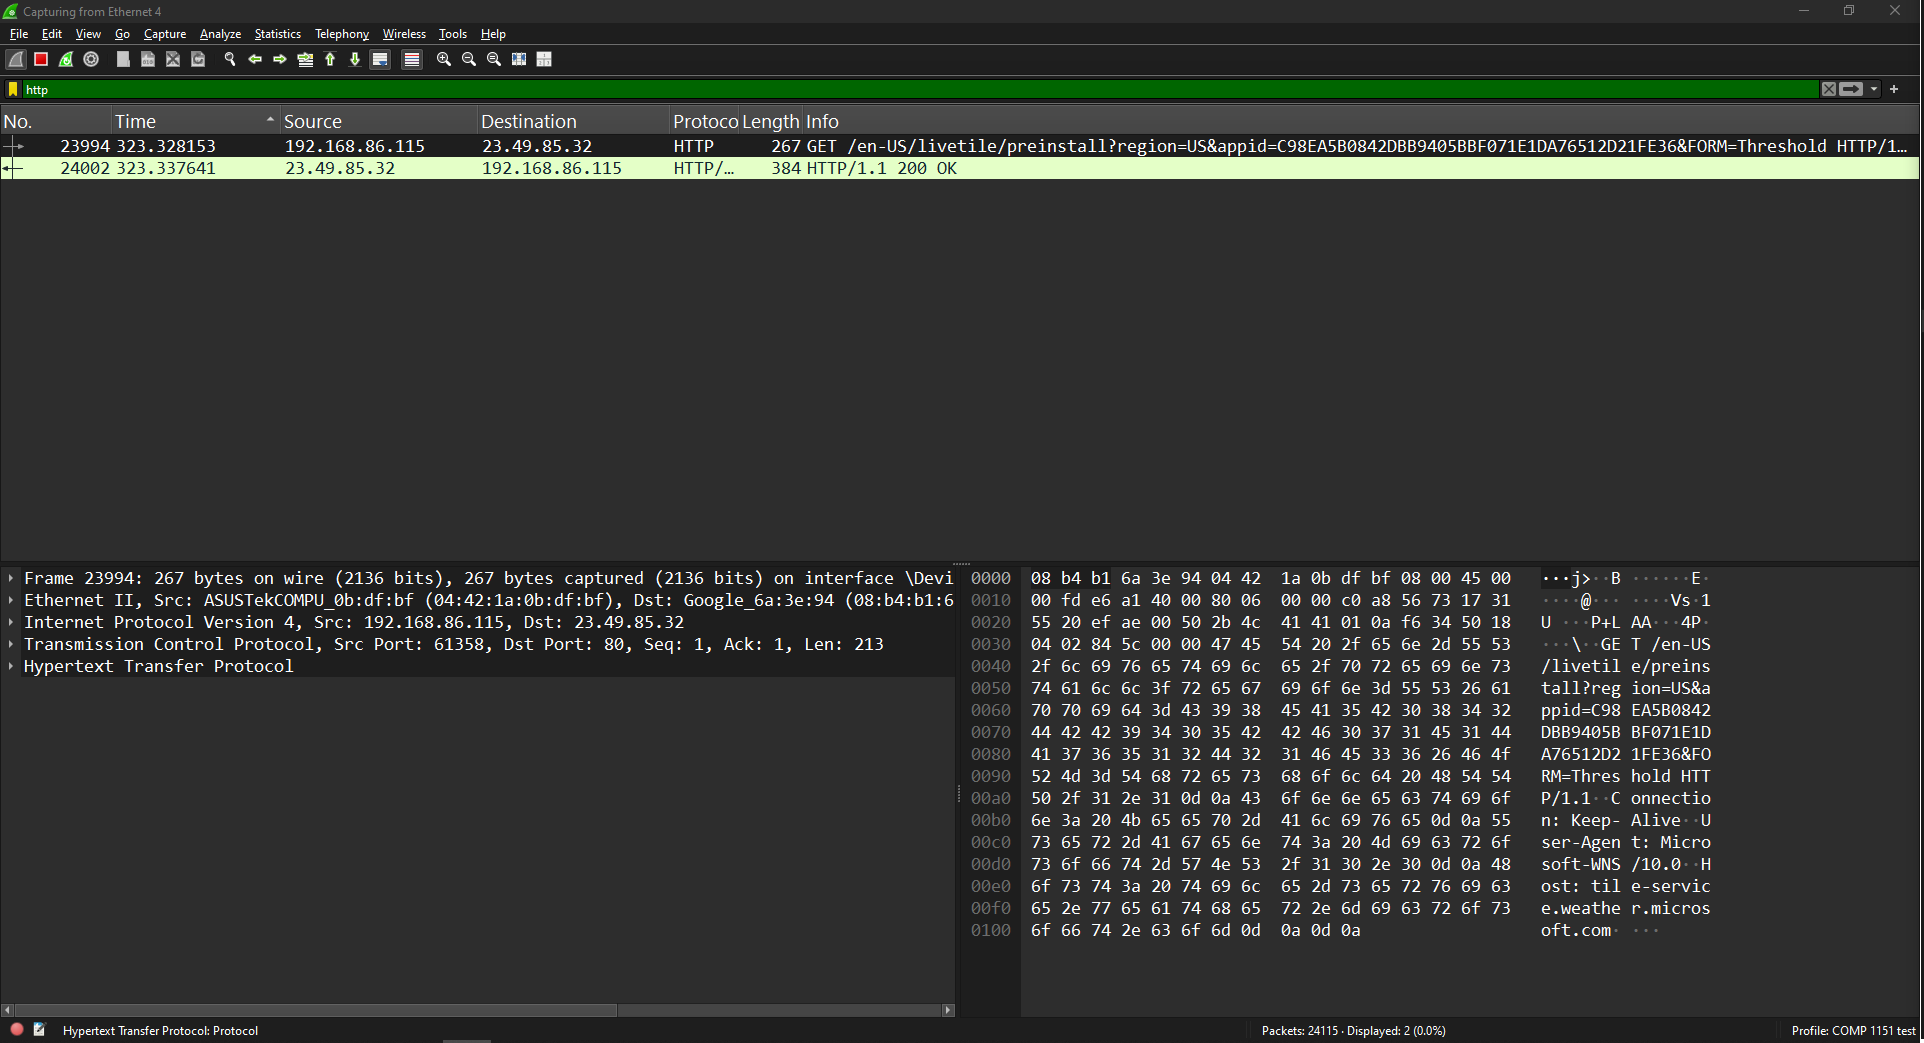 Capturing from Ethernet 4
File Edit View Go Capture Analyze Statistics Telephony Wireless Tools Help
http
No. Time Source Destination Protoco Length Info
23994 323.328153 192.168.86.115 23.49.85.32 HTTP 267 GET /en-US/livetile/preinstall?region=US&appid=C98EA5B0842DBB9405BBF071E1DA76512D21FE36&FORM=Threshold HTTP/1…
24002 323.337641 23.49.85.32 192.168.86.115 HTTP/… 384 HTTP/1.1 200 OK
Frame 23994: 267 bytes on wire (2136 bits), 267 bytes captured (2136 bits) on interface \Devi
Ethernet II, Src: ASUSTekCOMPU_0b:df:bf (04:42:1a:0b:df:bf), Dst: Google_6a:3e:94 (08:b4:b1:6
Internet Protocol Version 4, Src: 192.168.86.115, Dst: 23.49.85.32
Transmission Control Protocol, Src Port: 61358, Dst Port: 80, Seq: 1, Ack: 1, Len: 213
Hypertext Transfer Protocol
0000 08 b4 b1 6a 3e 94 04 42 1a 0b df bf 08 00 45 00 ···j>··B ······E·
0010 00 fd e6 a1 40 00 80 06 00 00 c0 a8 56 73 17 31 ····@··· ····Vs·1
0020 55 20 ef ae 00 50 2b 4c 41 41 01 0a f6 34 50 18 U ···P+L AA···4P·
0030 04 02 84 5c 00 00 47 45 54 20 2f 65 6e 2d 55 53 ···\··GE T /en-US
0040 2f 6c 69 76 65 74 69 6c 65 2f 70 72 65 69 6e 73 /livetil e/preins
0050 74 61 6c 6c 3f 72 65 67 69 6f 6e 3d 55 53 26 61 tall?reg ion=US&a
0060 70 70 69 64 3d 43 39 38 45 41 35 42 30 38 34 32 ppid=C98 EA5B0842
0070 44 42 42 39 34 30 35 42 42 46 30 37 31 45 31 44 DBB9405B BF071E1D
0080 41 37 36 35 31 32 44 32 31 46 45 33 36 26 46 4f A76512D2 1FE36&FO
0090 52 4d 3d 54 68 72 65 73 68 6f 6c 64 20 48 54 54 RM=Thres hold HTT
00a0 50 2f 31 2e 31 0d 0a 43 6f 6e 6e 65 63 74 69 6f P/1.1··C onnectio
00b0 6e 3a 20 4b 65 65 70 2d 41 6c 69 76 65 0d 0a 55 n: Keep- Alive··U
00c0 73 65 72 2d 41 67 65 6e 74 3a 20 4d 69 63 72 6f ser-Agen t: Micro
00d0 73 6f 66 74 2d 57 4e 53 2f 31 30 2e 30 0d 0a 48 soft-WNS /10.0··H
00e0 6f 73 74 3a 20 74 69 6c 65 2d 73 65 72 76 69 63 ost: til e-servic
00f0 65 2e 77 65 61 74 68 65 72 2e 6d 69 63 72 6f 73 e.weathe r.micros
0100 6f 66 74 2e 63 6f 6d 0d 0a 0d 0a oft.com· ···
Hypertext Transfer Protocol: Protocol
Packets: 24115 · Displayed: 2 (0.0%)
Profile: COMP 1151 test